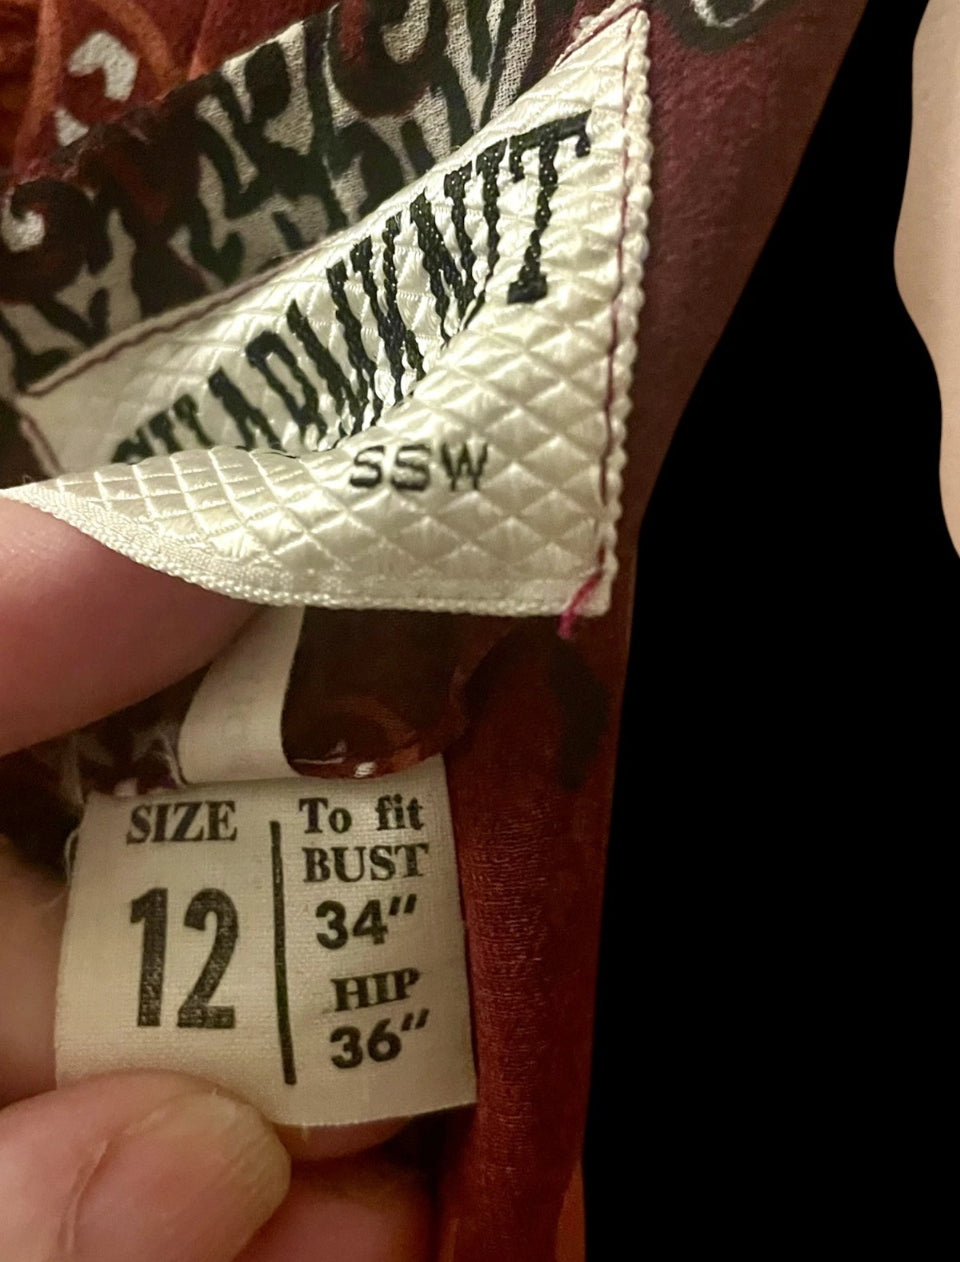 SSW
SIZE
12
To fit
BUST
34"
HIP
36"